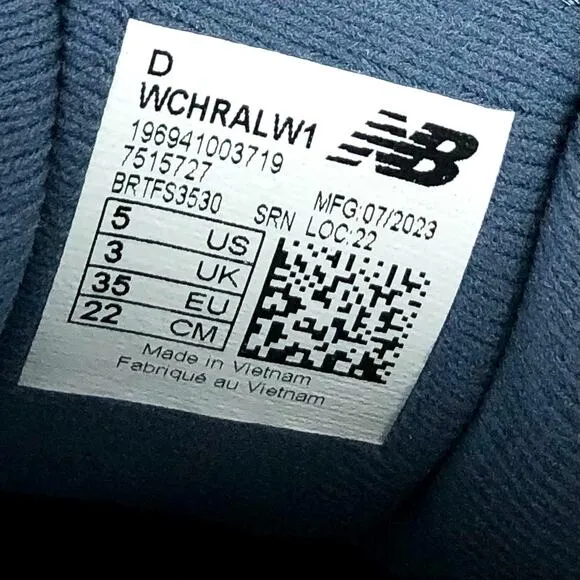 D
WCHRALW1
NB
196941003719
7515727
BRTFS3530
SRN
MFG:07/2023
LOC:22
5 US
3 UK
35 EU
22 CM
Made in Vietnam
Fabriqué au Vietnam